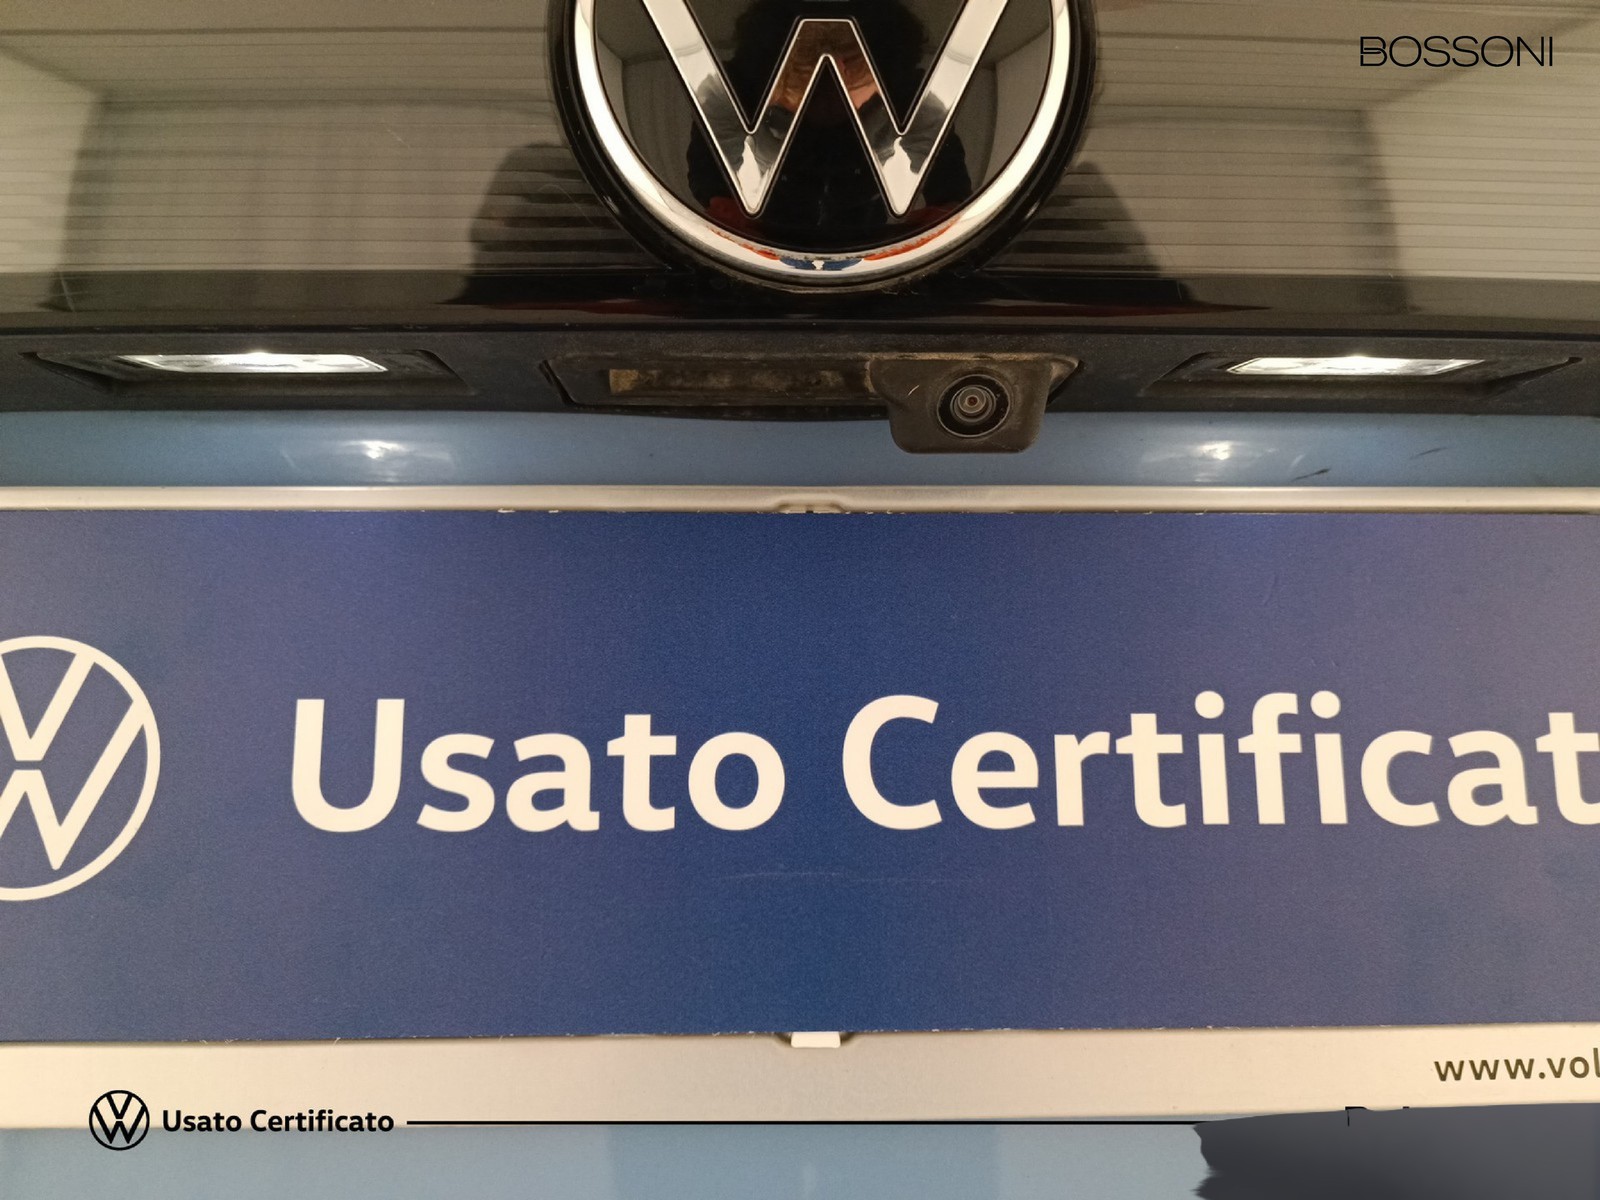 BOSSONI
Usato Certificat
www.vol
Usato Certificato